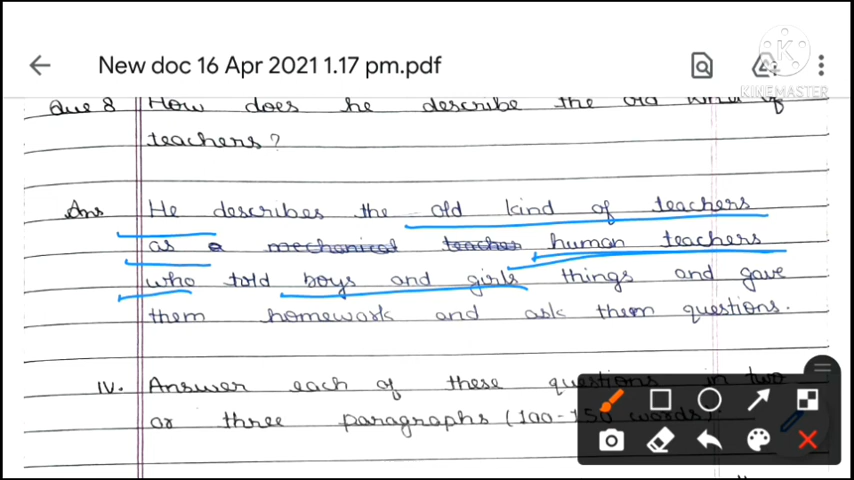 New doc 16 Apr 2021 1.17 pm.pdf
KINEMASTER
Que 8 How does he describe the old kind of
teachers?
Ans He describes the old kind of teachers
as a mechanical teacher human teachers
who told boys and girls things and gave
them homework and ask them questions.
IV. Answer each of these questions in two
or three paragraphs (100-150 words).